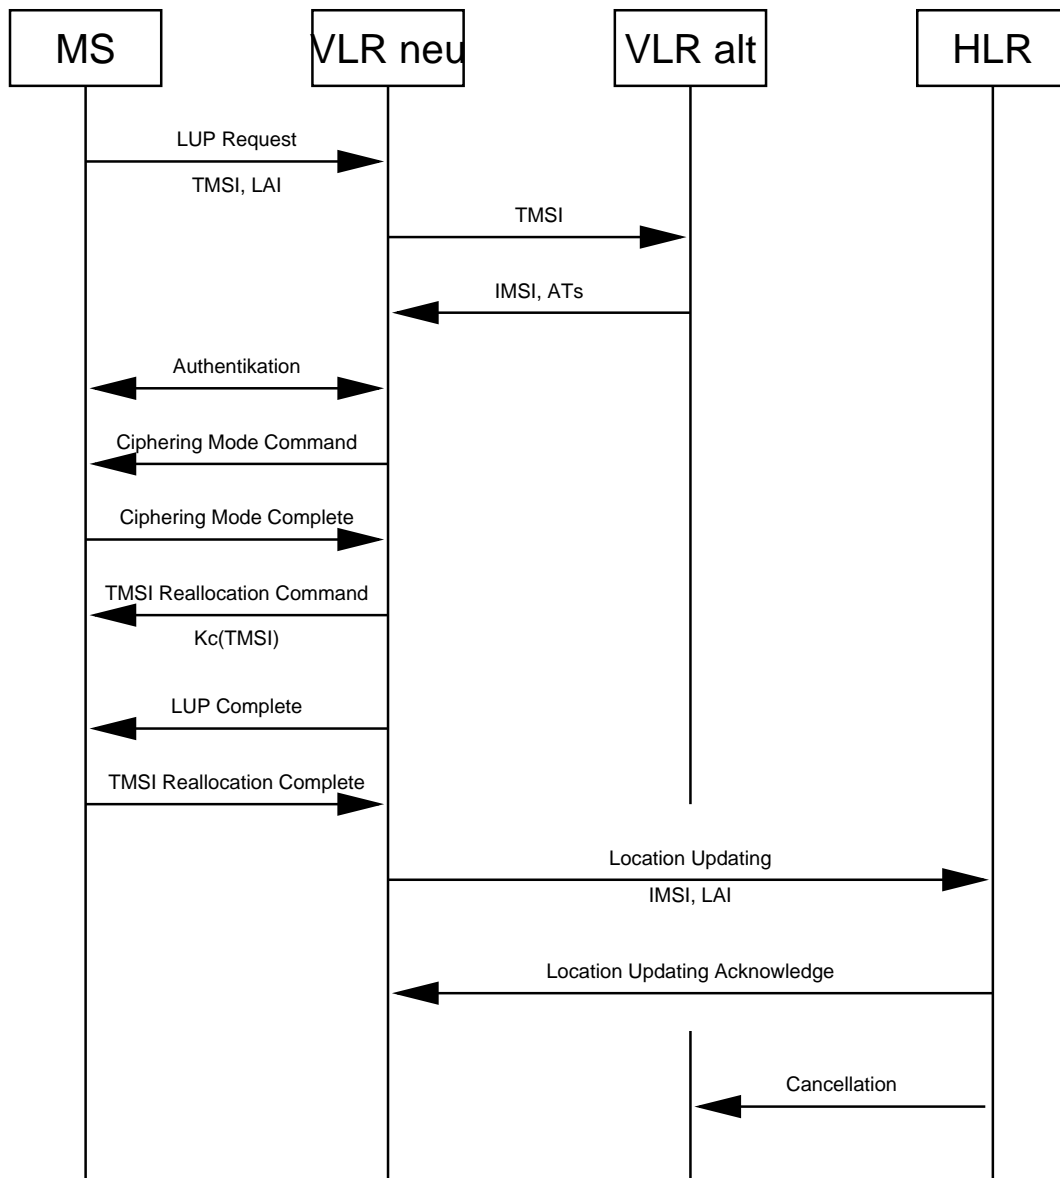 MS
VLR neu
VLR alt
HLR
LUP Request
TMSI, LAI
TMSI
IMSI, ATs
Authentikation
Ciphering Mode Command
Ciphering Mode Complete
TMSI Reallocation Command
Kc(TMSI)
LUP Complete
TMSI Reallocation Complete
Location Updating
IMSI, LAI
Location Updating Acknowledge
Cancellation